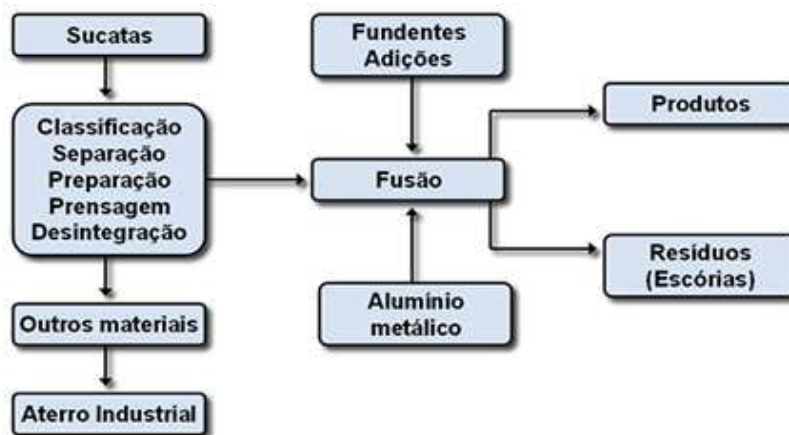 Sucatas
Classificação
Separação
Preparação
Prensagem
Desintegração
Outros materiais
Aterro Industrial
Fundentes
Adições
Fusão
Alumínio
metálico
Produtos
Resíduos
(Escórias)